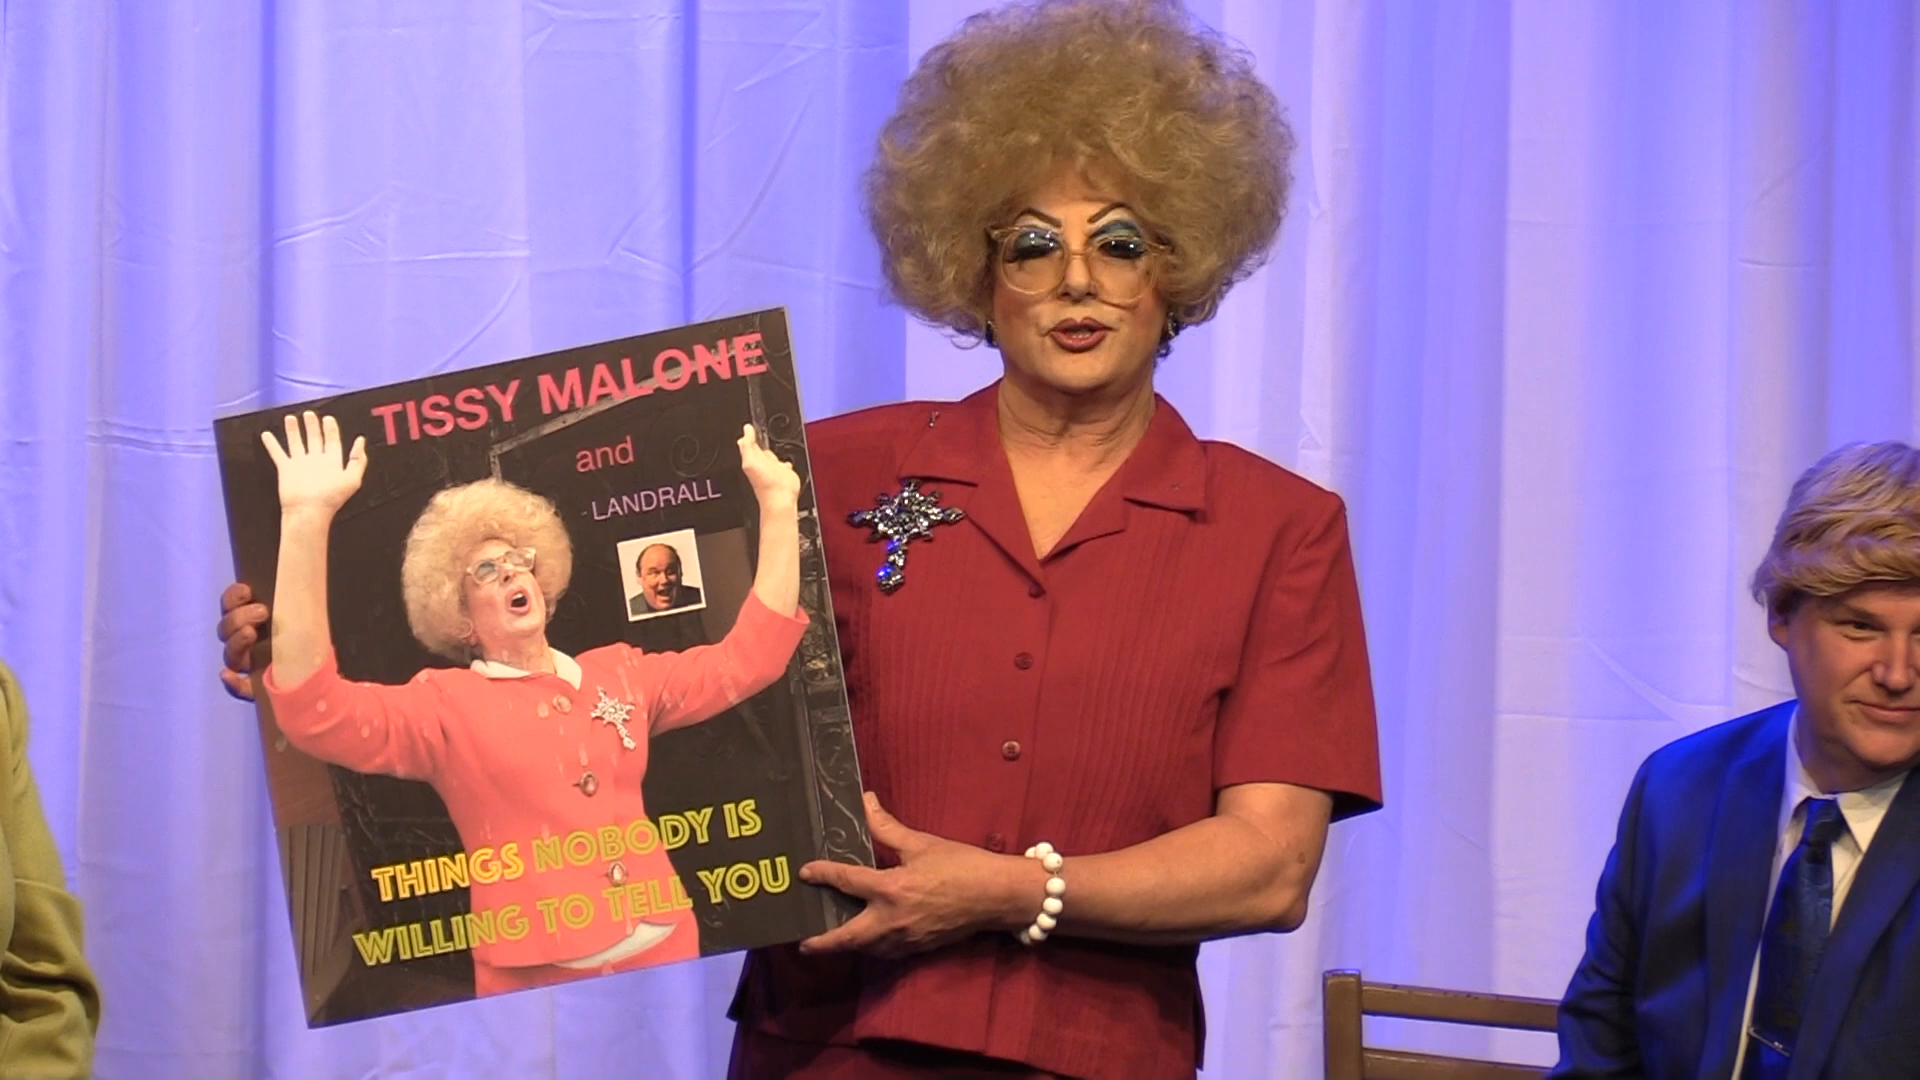 TISSY MALONE
and
LANDRALL
THINGS NOBODY IS
WILLING TO TELL YOU